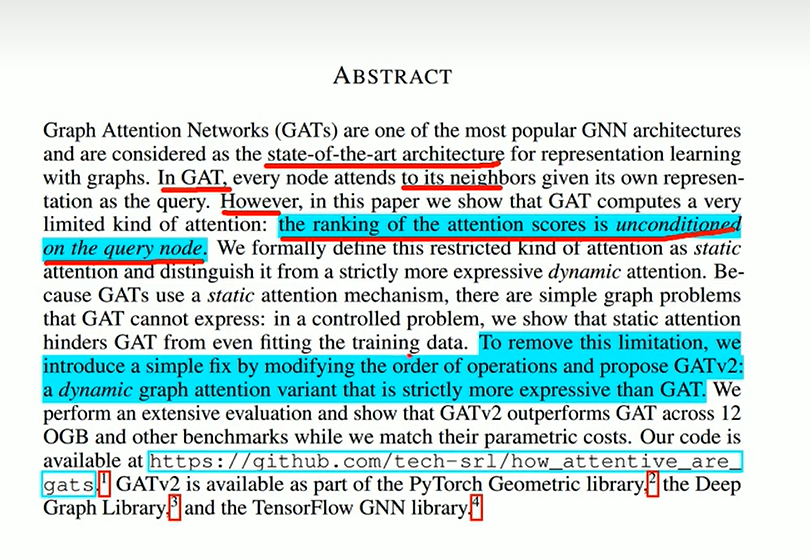 ABSTRACT
Graph Attention Networks (GATs) are one of the most popular GNN architectures
and are considered as the state-of-the-art architecture for representation learning
with graphs. In GAT, every node attends to its neighbors given its own represen-
tation as the query. However, in this paper we show that GAT computes a very
limited kind of attention: the ranking of the attention scores is unconditioned
on the query node. We formally define this restricted kind of attention as static
attention and distinguish it from a strictly more expressive dynamic attention. Be-
cause GATs use a static attention mechanism, there are simple graph problems
that GAT cannot express: in a controlled problem, we show that static attention
hinders GAT from even fitting the training data. To remove this limitation, we
introduce a simple fix by modifying the order of operations and propose GATv2:
a dynamic graph attention variant that is strictly more expressive than GAT. We
perform an extensive evaluation and show that GATv2 outperforms GAT across 12
OGB and other benchmarks while we match their parametric costs. Our code is
available at https://github.com/tech-srl/how_attentive_are_
gats.1 GATv2 is available as part of the PyTorch Geometric library,2 the Deep
Graph Library,3 and the TensorFlow GNN library.4